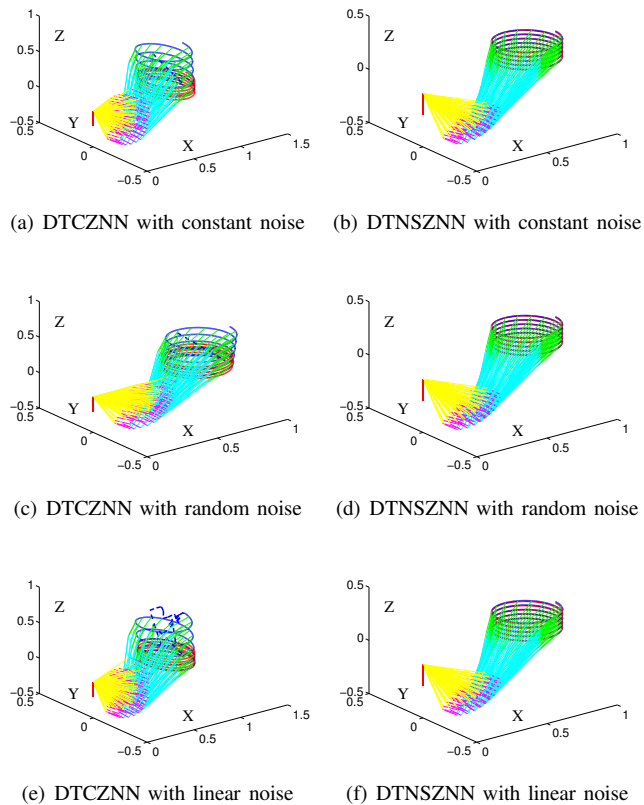 1
Z
0.5
0
−0.5
0.5
Y
0
−0.5
0
X
0.5
1
1.5
(a) DTCZNN with constant noise
0.5
Z
0
−0.5
0.5
Y
0
−0.5
0
X
0.5
1
(b) DTNSZNN with constant noise
1
Z
0.5
0
−0.5
0.5
Y
0
−0.5
0
X
0.5
1
(c) DTCZNN with random noise
0.5
Z
0
−0.5
0.5
Y
0
−0.5
0
X
0.5
1
(d) DTNSZNN with random noise
1
Z
0.5
0
−0.5
0.5
Y
0
−0.5
0
X
0.5
1
1.5
(e) DTCZNN with linear noise
0.5
Z
0
−0.5
0.5
Y
0
−0.5
0
X
0.5
1
(f) DTNSZNN with linear noise